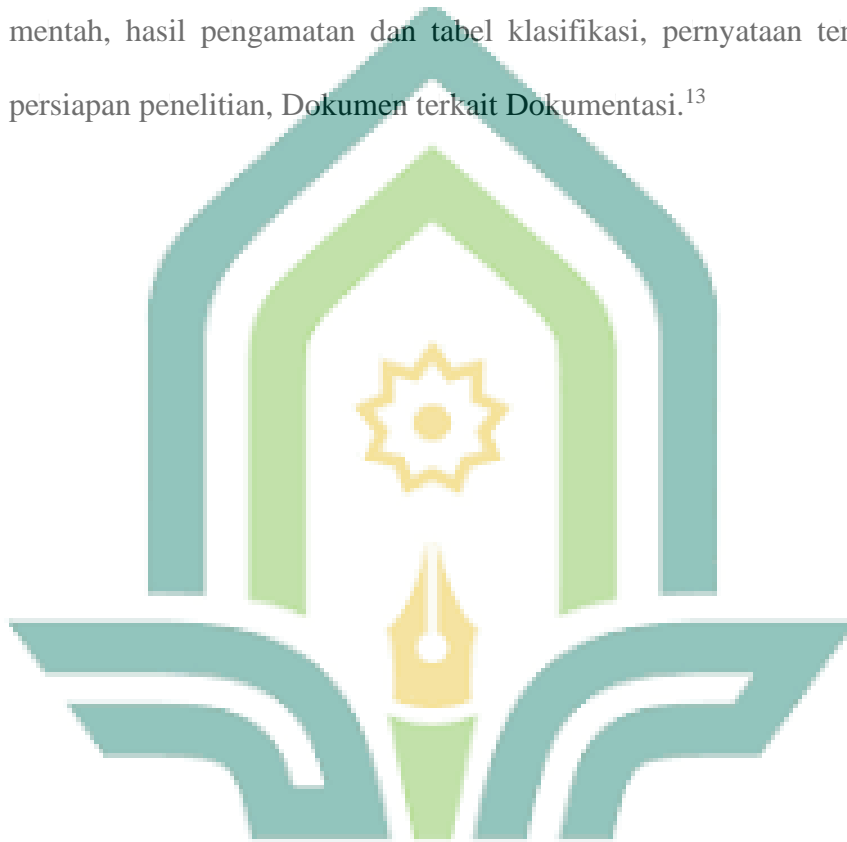 mentah, hasil pengamatan dan tabel klasifikasi, pernyataan
persiapan penelitian, Dokumen terkait Dokumentasi.13